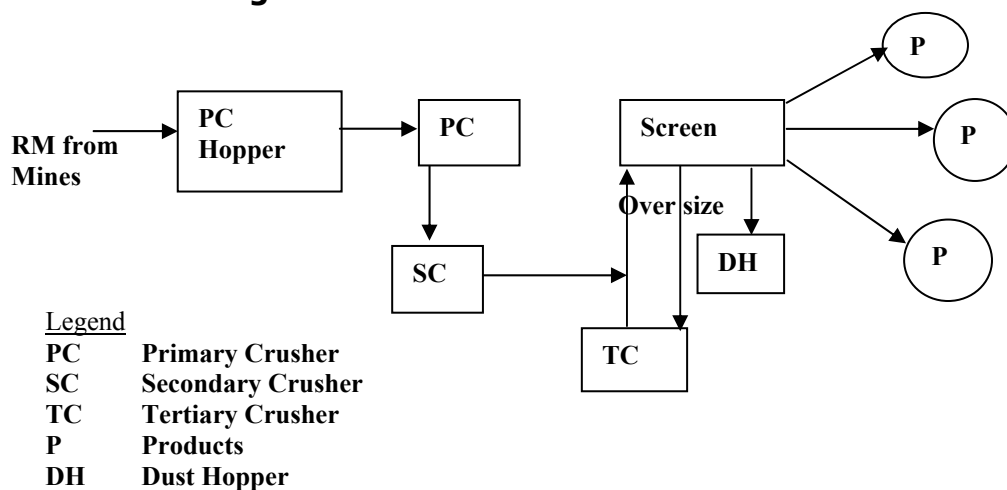 RM from
Mines
PC
Hopper
PC
Screen
P
P
P
Over size
SC
DH
TC
Legend
PC Primary Crusher
SC Secondary Crusher
TC Tertiary Crusher
P Products
DH Dust Hopper